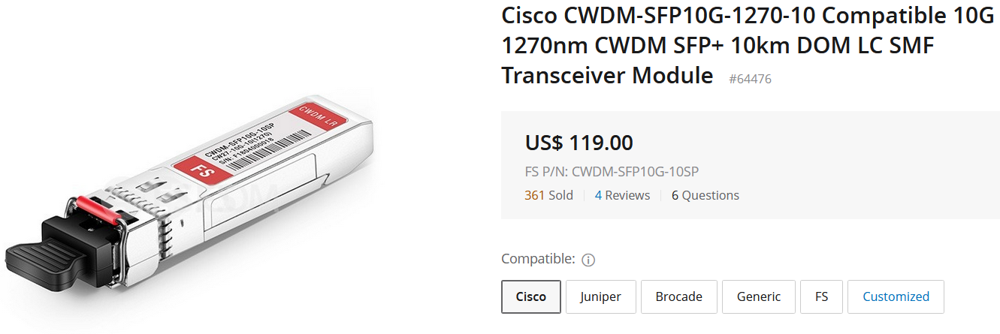 Cisco CWDM-SFP10G-1270-10 Compatible 10G
1270nm CWDM SFP+ 10km DOM LC SMF
Transceiver Module #64476
US$ 119.00
FS P/N: CWDM-SFP10G-10SP
361 Sold 4 Reviews 6 Questions
Compatible:
Cisco Juniper Brocade Generic FS Customized
CWDM LR
CWDM-SFP10G-10SP
CW27-10G-10(1270)
S/N: F1804000018
FS